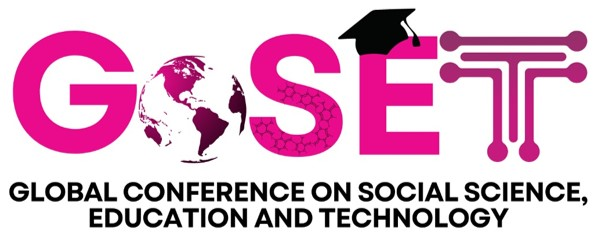 GOSET
GLOBAL CONFERENCE ON SOCIAL SCIENCE,
EDUCATION AND TECHNOLOGY